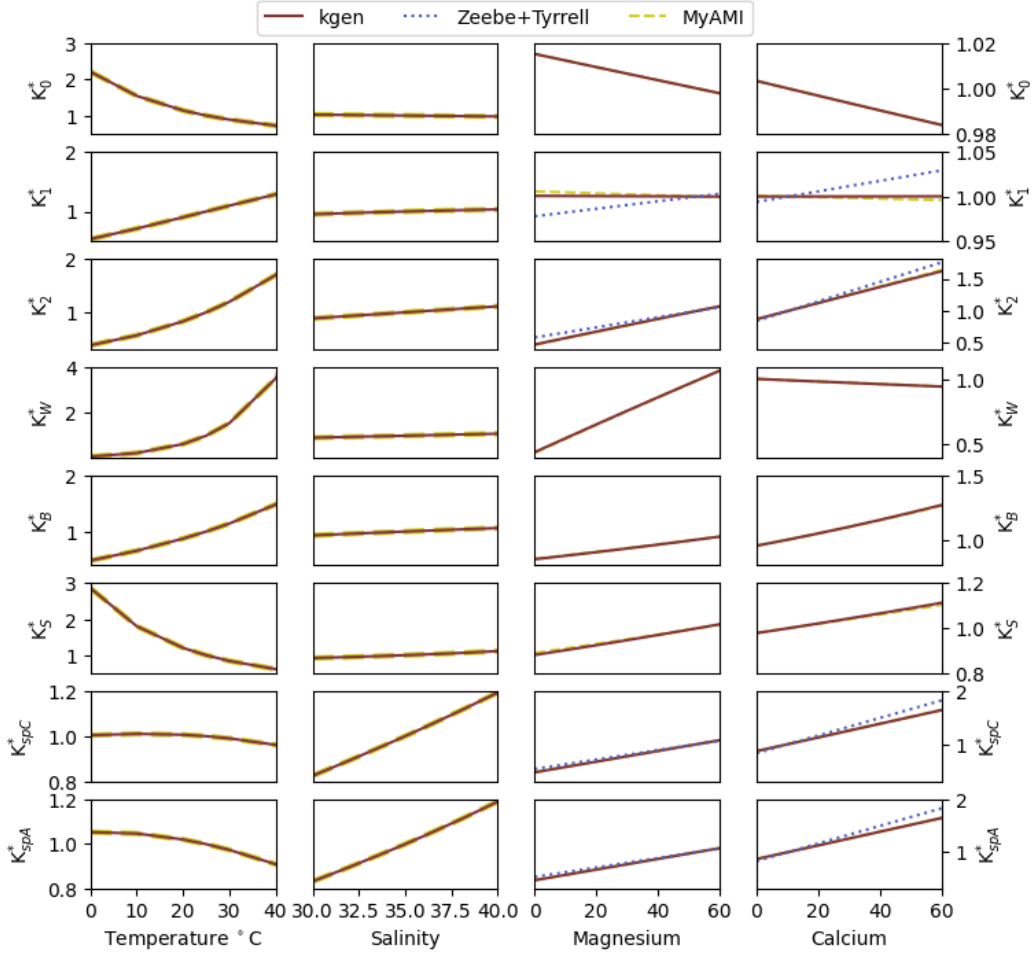 kgen Zeebe+Tyrrell MyAMI
3 2 1 K*0 1.02 1.00 0.98 K*0
2 1 K*1 1.05 1.00 0.95 K*1
2 1 K*2 1.5 1.0 0.5 K*2
4 2 K*W 1.0 0.5 K*W
2 1 K*B 1.5 1.0 K*B
3 2 1 K*S 1.2 1.0 0.8 K*S
1.2 1.0 0.8 K*spC 2 1 K*spC
1.2 1.0 0.8 K*spA 2 1 K*spA
0 10 20 30 40 30.0 32.5 35.0 37.5 40.0 0 20 40 60 0 20 40 60
Temperature °C Salinity Magnesium Calcium